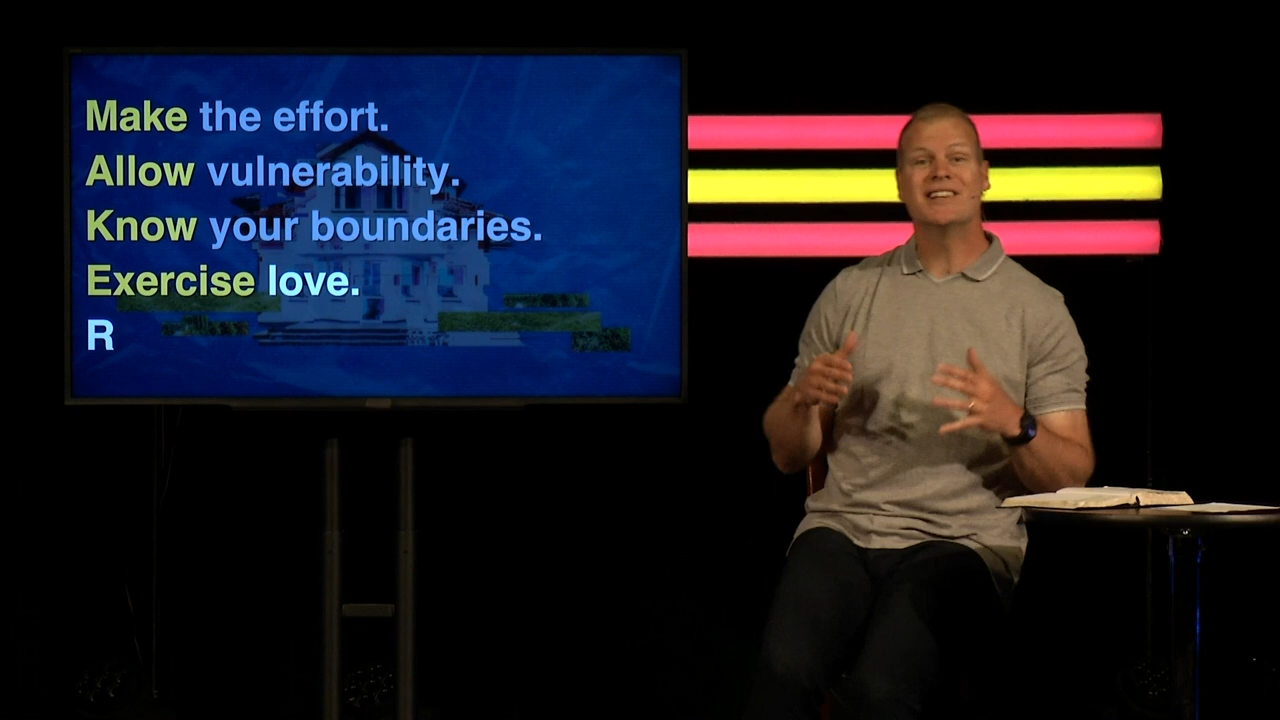 Make the effort.
Allow vulnerability.
Know your boundaries.
Exercise love.
R